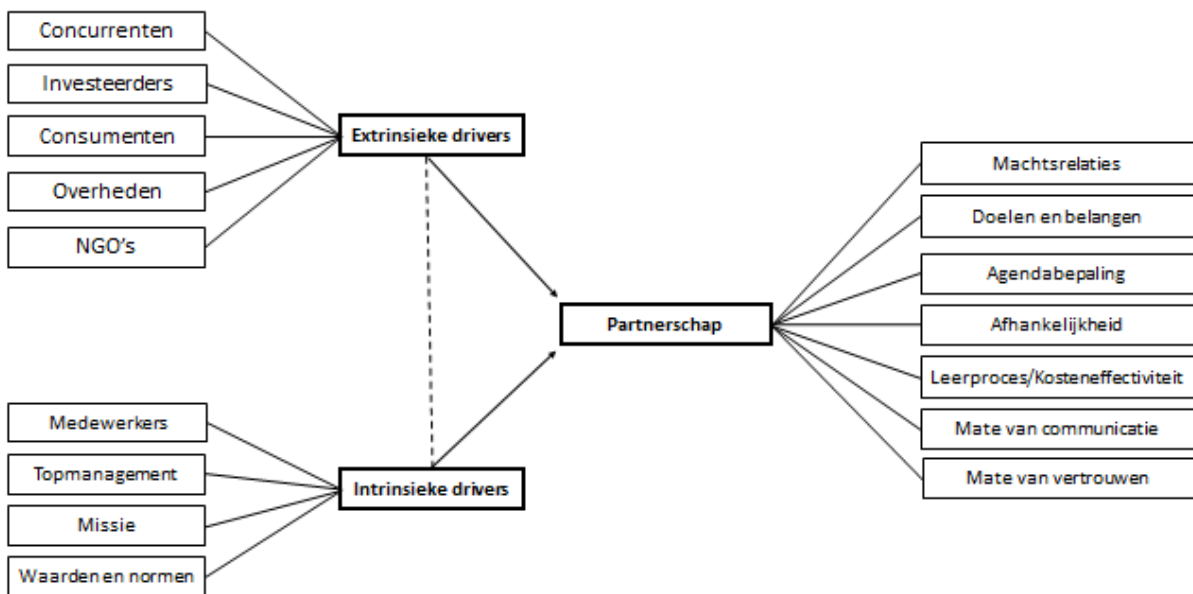 Concurrenten
Investeerders
Consumenten
Overheden
NGO's
Extrinsieke drivers
Medewerkers
Topmanagement
Missie
Waarden en normen
Intrinsieke drivers
Partnerschap
Machtsrelaties
Doelen en belangen
Agendabepaling
Afhankelijkheid
Leerproces/Kosteneffectiviteit
Mate van communicatie
Mate van vertrouwen